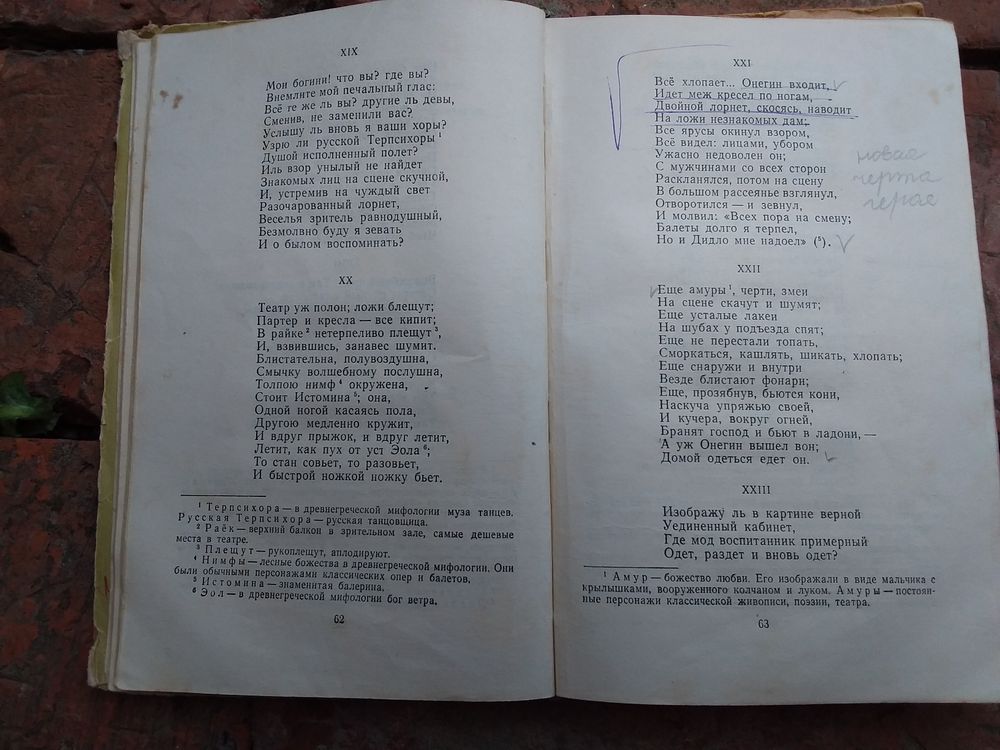 XIX
Мои богини! что вы? где вы?
Внемлите мой печальный глас:
Всё те же ль вы? другие ль девы,
Сменив, не заменили вас?
Услышу ль вновь я ваши хоры?
Узрю ли русской Терпсихоры¹
Душой исполненный полет?
Иль взор унылый не найдет
Знакомых лиц на сцене скучной,
И, устремив на чуждый свет
Разочарованный лорнет,
Веселья зритель равнодушный,
Безмолвно буду я зевать
И о былом воспоминать?
XX
Театр уж полон; ложи блещут;
Партер и кресла — все кипит;
В райке² нетерпеливо плещут³,
И, взвившись, занавес шумит.
Блистательна, полувоздушна,
Смычку волшебному послушна,
Толпою нимф⁴ окружена,
Стоит Истомина⁵; она,
Одной ногой касаясь пола,
Другою медленно кружит,
И вдруг прыжок, и вдруг летит,
Летит, как пух от уст Эола⁶;
То стан совьет, то разовьет,
И быстрой ножкой ножку бьет.
¹ Терпсихора — в древнегреческой мифологии муза танцев.
Русская Терпсихора — русская танцовщица.
² Раёк — верхний балкон в зрительном зале, самые дешевые
места в театре.
³ Плещут — рукоплещут, аплодируют.
⁴ Нимфы — лесные божества в древнегреческой мифологии. Они
были обычными персонажами классических опер и балетов.
⁵ Истомина — знаменитая балерина.
⁶ Эол — в древнегреческой мифологии бог ветра.
62
XXI
Всё хлопает... Онегин входит,
Идет меж кресел по ногам,
Двойной лорнет, скосясь, наводит
На ложи незнакомых дам;
Все ярусы окинул взором,
Всё видел: лицами, убором
Ужасно недоволен он;
С мужчинами со всех сторон
Раскланялся, потом на сцену
В большом рассеянье взглянул,
Отворотился — и зевнул,
И молвил: «Всех пора на смену;
Балеты долго я терпел,
Но и Дидло мне надоел» (⁵).
новая
черта
герое
XXII
Еще амуры¹, черти, змеи
На сцене скачут и шумят;
Еще усталые лакеи
На шубах у подъезда спят;
Еще не перестали топать,
Сморкаться, кашлять, шикать, хлопать;
Еще снаружи и внутри
Везде блистают фонари;
Еще, прозябнув, бьются кони,
Наскуча упряжью своей,
И кучера, вокруг огней,
Бранят господ и бьют в ладони, —
А уж Онегин вышел вон;
Домой одеться едет он.
XXIII
Изображу ль в картине верной
Уединенный кабинет,
Где мод воспитанник примерный
Одет, раздет и вновь одет?
¹ Амур — божество любви. Его изображали в виде мальчика с
крылышками, вооруженного колчаном и луком. Амуры — постоян-
ные персонажи классической живописи, поэзии, театра.
63